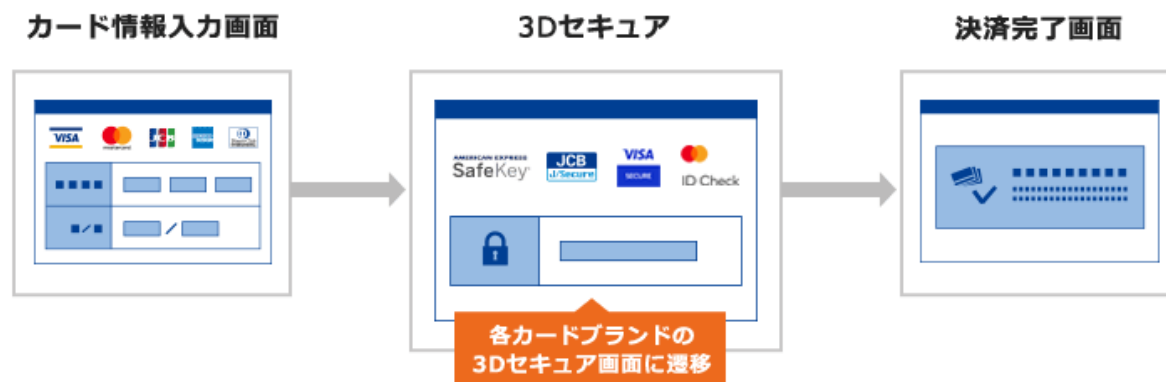 カード情報入力画面
3Dセキュア
決済完了画面
VISA
mastercard
JCB
AMERICAN EXPRESS
SafeKey
JCB
J/Secure
VISA
SECURE
ID Check
各カードブランドの
3Dセキュア画面に遷移